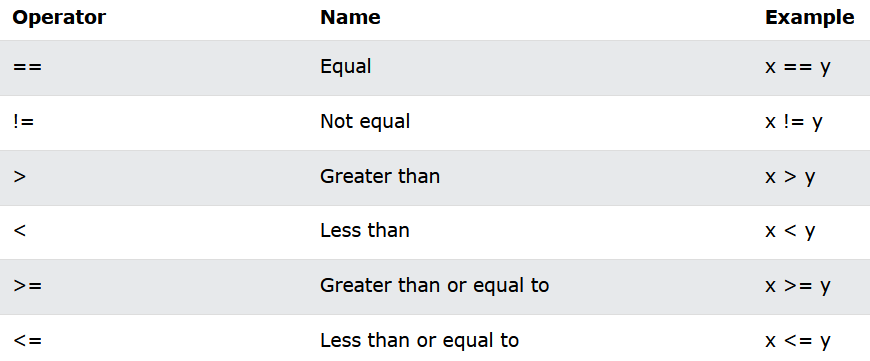 Operator Name Example
== Equal x == y
!= Not equal x != y
> Greater than x > y
< Less than x < y
>= Greater than or equal to x >= y
<= Less than or equal to x <= y